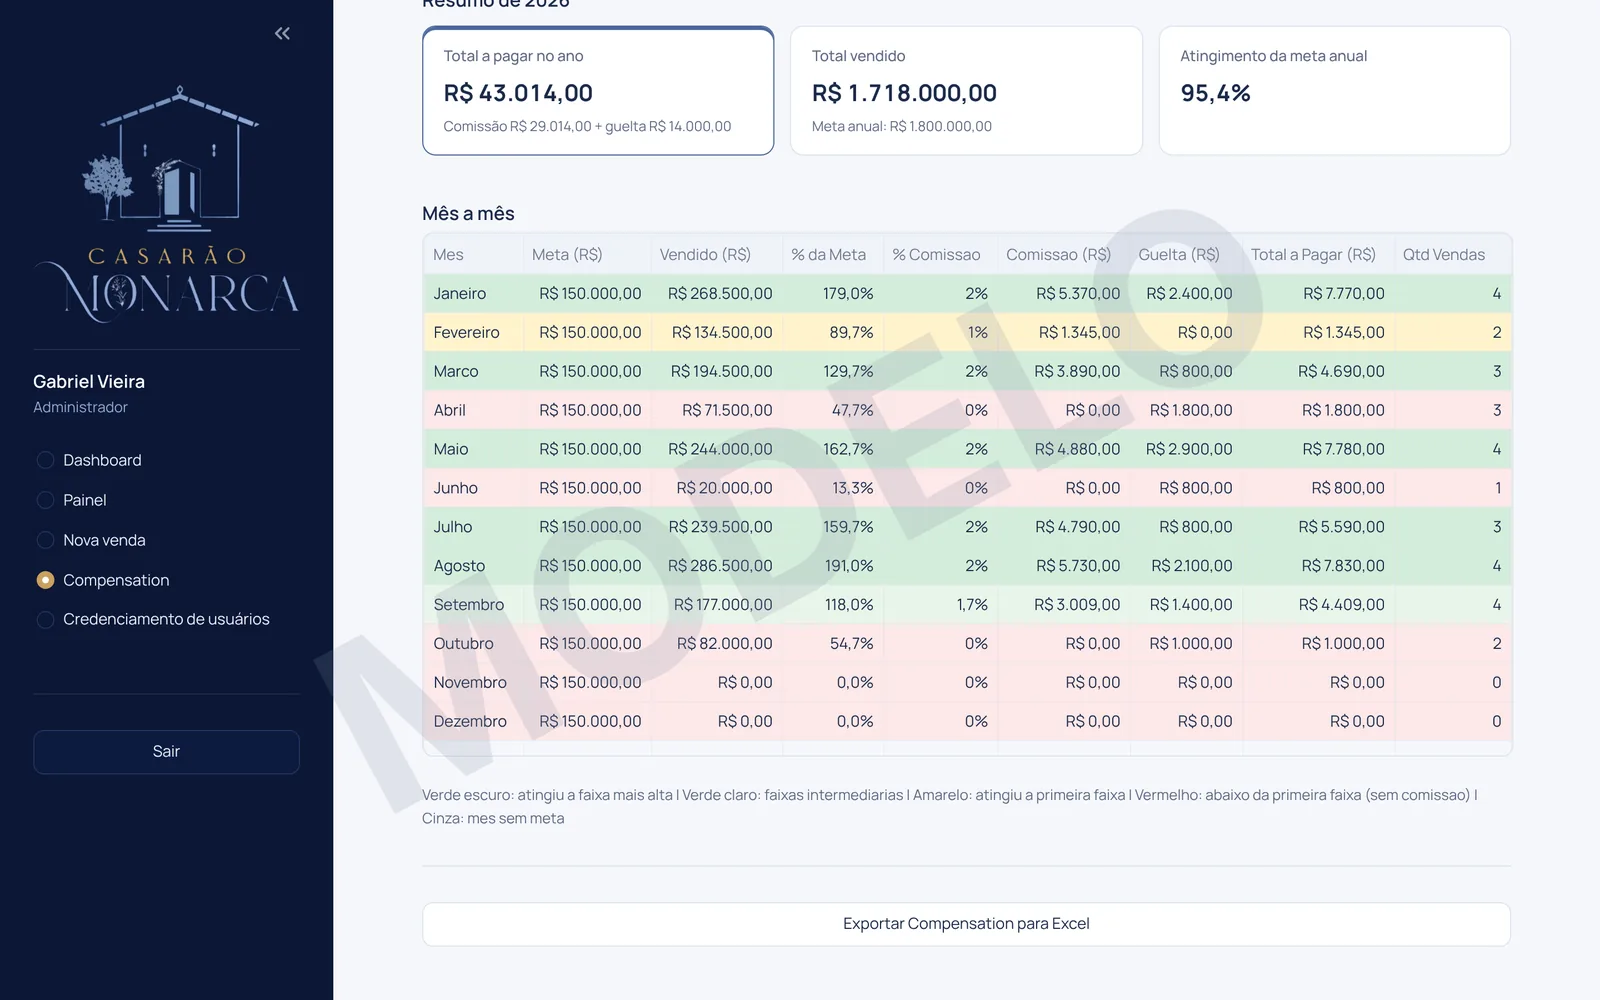 CASARÃO
MONARCA
Gabriel Vieira
Administrador
Dashboard
Painel
Nova venda
Compensation
Credenciamento de usuários
Sair
Resumo de 2026
Total a pagar no ano
R$ 43.014,00
Comissão R$ 29.014,00 + guelta R$ 14.000,00
Total vendido
R$ 1.718.000,00
Meta anual: R$ 1.800.000,00
Atingimento da meta anual
95,4%
Mês a mês
Mes Meta (R$) Vendido (R$) % da Meta % Comissao Comissao (R$) Guelta (R$) Total a Pagar (R$) Qtd Vendas
Janeiro R$ 150.000,00 R$ 268.500,00 179,0% 2% R$ 5.370,00 R$ 2.400,00 R$ 7.770,00 4
Fevereiro R$ 150.000,00 R$ 134.500,00 89,7% 1% R$ 1.345,00 R$ 0,00 R$ 1.345,00 2
Marco R$ 150.000,00 R$ 194.500,00 129,7% 2% R$ 3.890,00 R$ 800,00 R$ 4.690,00 3
Abril R$ 150.000,00 R$ 71.500,00 47,7% 0% R$ 0,00 R$ 1.800,00 R$ 1.800,00 3
Maio R$ 150.000,00 R$ 244.000,00 162,7% 2% R$ 4.880,00 R$ 2.900,00 R$ 7.780,00 4
Junho R$ 150.000,00 R$ 20.000,00 13,3% 0% R$ 0,00 R$ 800,00 R$ 800,00 1
Julho R$ 150.000,00 R$ 239.500,00 159,7% 2% R$ 4.790,00 R$ 800,00 R$ 5.590,00 3
Agosto R$ 150.000,00 R$ 286.500,00 191,0% 2% R$ 5.730,00 R$ 2.100,00 R$ 7.830,00 4
Setembro R$ 150.000,00 R$ 177.000,00 118,0% 1,7% R$ 3.009,00 R$ 1.400,00 R$ 4.409,00 4
Outubro R$ 150.000,00 R$ 82.000,00 54,7% 0% R$ 0,00 R$ 1.000,00 R$ 1.000,00 2
Novembro R$ 150.000,00 R$ 0,00 0,0% 0% R$ 0,00 R$ 0,00 R$ 0,00 0
Dezembro R$ 150.000,00 R$ 0,00 0,0% 0% R$ 0,00 R$ 0,00 R$ 0,00 0
MODELO
Verde escuro: atingiu a faixa mais alta | Verde claro: faixas intermediarias | Amarelo: atingiu a primeira faixa | Vermelho: abaixo da primeira faixa (sem comissao) |
Cinza: mes sem meta
Exportar Compensation para Excel